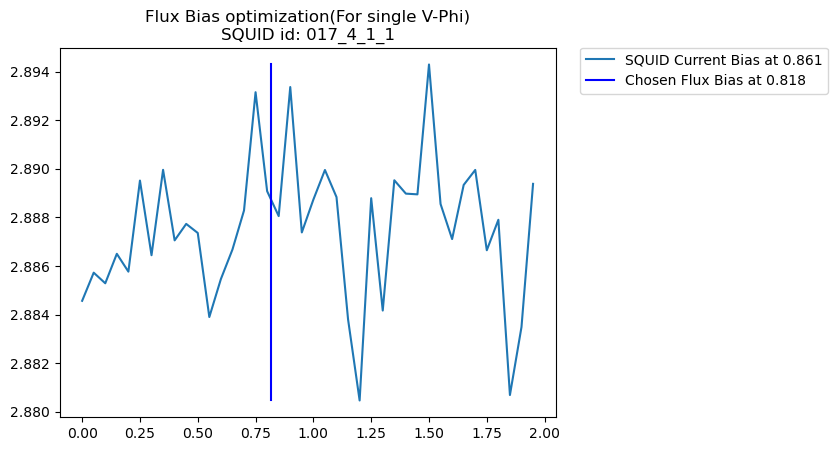 Flux Bias optimization(For single V-Phi)
SQUID id: 017_4_1_1
SQUID Current Bias at 0.861
Chosen Flux Bias at 0.818
2.894
2.892
2.890
2.888
2.886
2.884
2.882
2.880
0.00 0.25 0.50 0.75 1.00 1.25 1.50 1.75 2.00